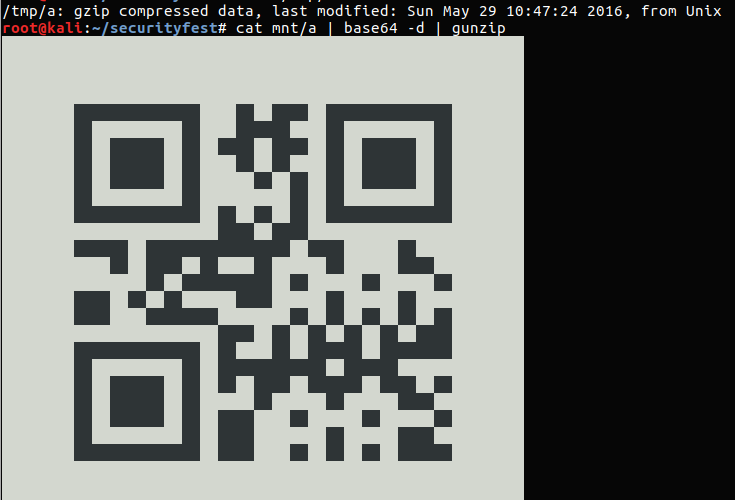 /tmp/a: gzip compressed data, last modified: Sun May 29 10:47:24 2016, from Unix
root@kali:~/securityfest# cat mnt/a | base64 -d | gunzip